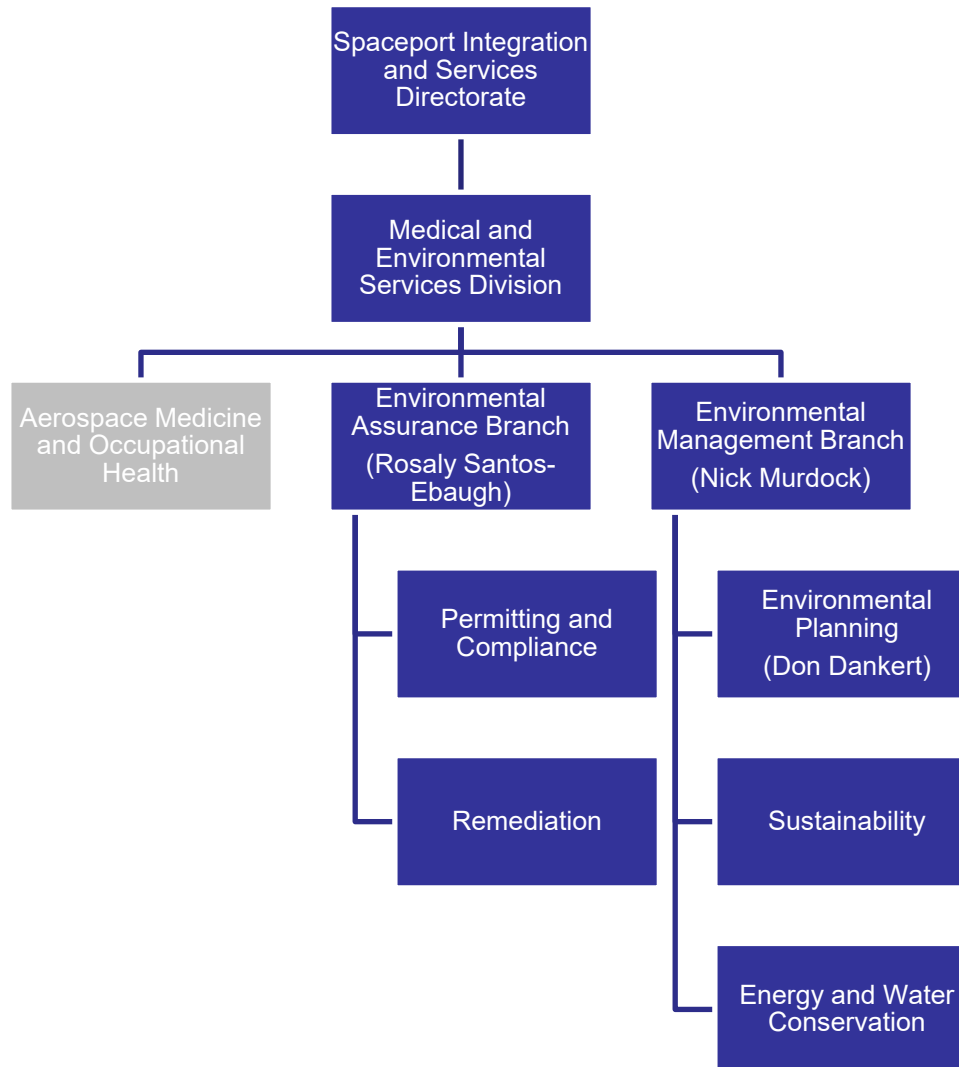 Spaceport Integration
and Services
Directorate
Medical and
Environmental
Services Division
Aerospace Medicine
and Occupational
Health
Environmental
Assurance Branch
(Rosaly Santos-
Ebaugh)
Environmental
Management Branch
(Nick Murdock)
Permitting and
Compliance
Remediation
Environmental
Planning
(Don Dankert)
Sustainability
Energy and Water
Conservation